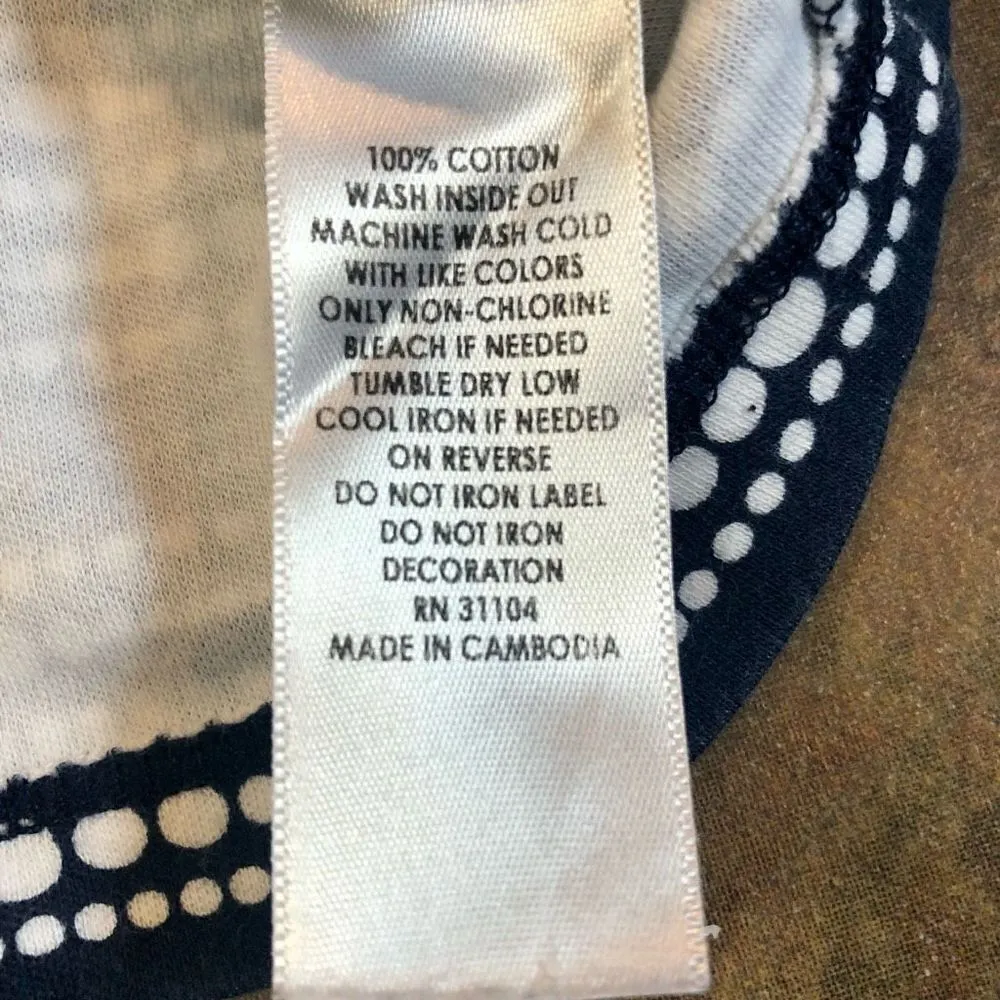 100% COTTON
WASH INSIDE OUT
MACHINE WASH COLD
WITH LIKE COLORS
ONLY NON-CHLORINE
BLEACH IF NEEDED
TUMBLE DRY LOW
COOL IRON IF NEEDED
ON REVERSE
DO NOT IRON LABEL
DO NOT IRON
DECORATION
RN 31104
MADE IN CAMBODIA